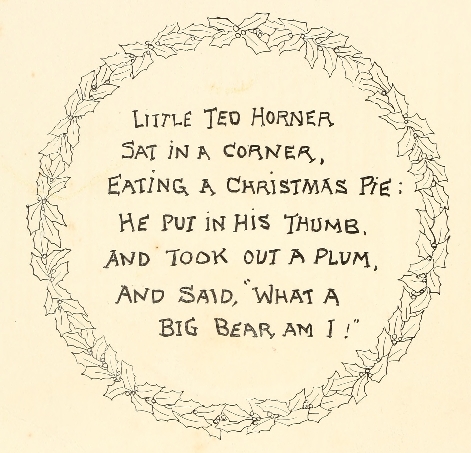 LITTLE TED HORNER
SAT IN A CORNER,
EATING A CHRISTMAS PIE:
HE PUT IN HIS THUMB,
AND TOOK OUT A PLUM,
AND SAID, "WHAT A
BIG BEAR AM I!"